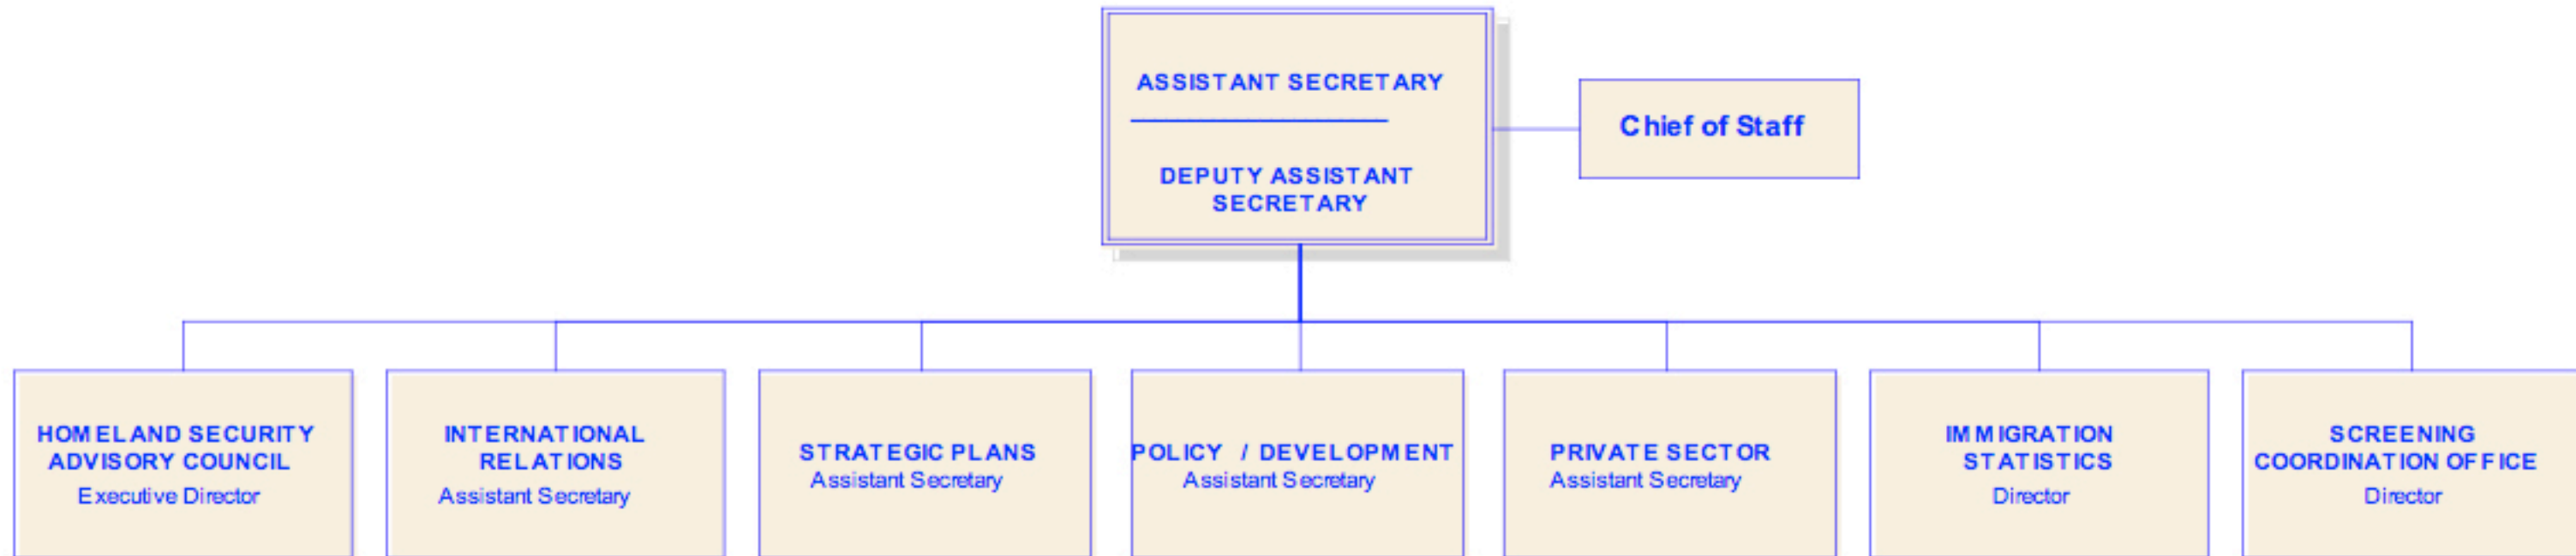 ASSISTANT SECRETARY
DEPUTY ASSISTANT
SECRETARY
Chief of Staff
HOMELAND SECURITY
ADVISORY COUNCIL
Executive Director
INTERNATIONAL
RELATIONS
Assistant Secretary
STRATEGIC PLANS
Assistant Secretary
POLICY / DEVELOPMENT
Assistant Secretary
PRIVATE SECTOR
Assistant Secretary
IMMIGRATION
STATISTICS
Director
SCREENING
COORDINATION OFFICE
Director